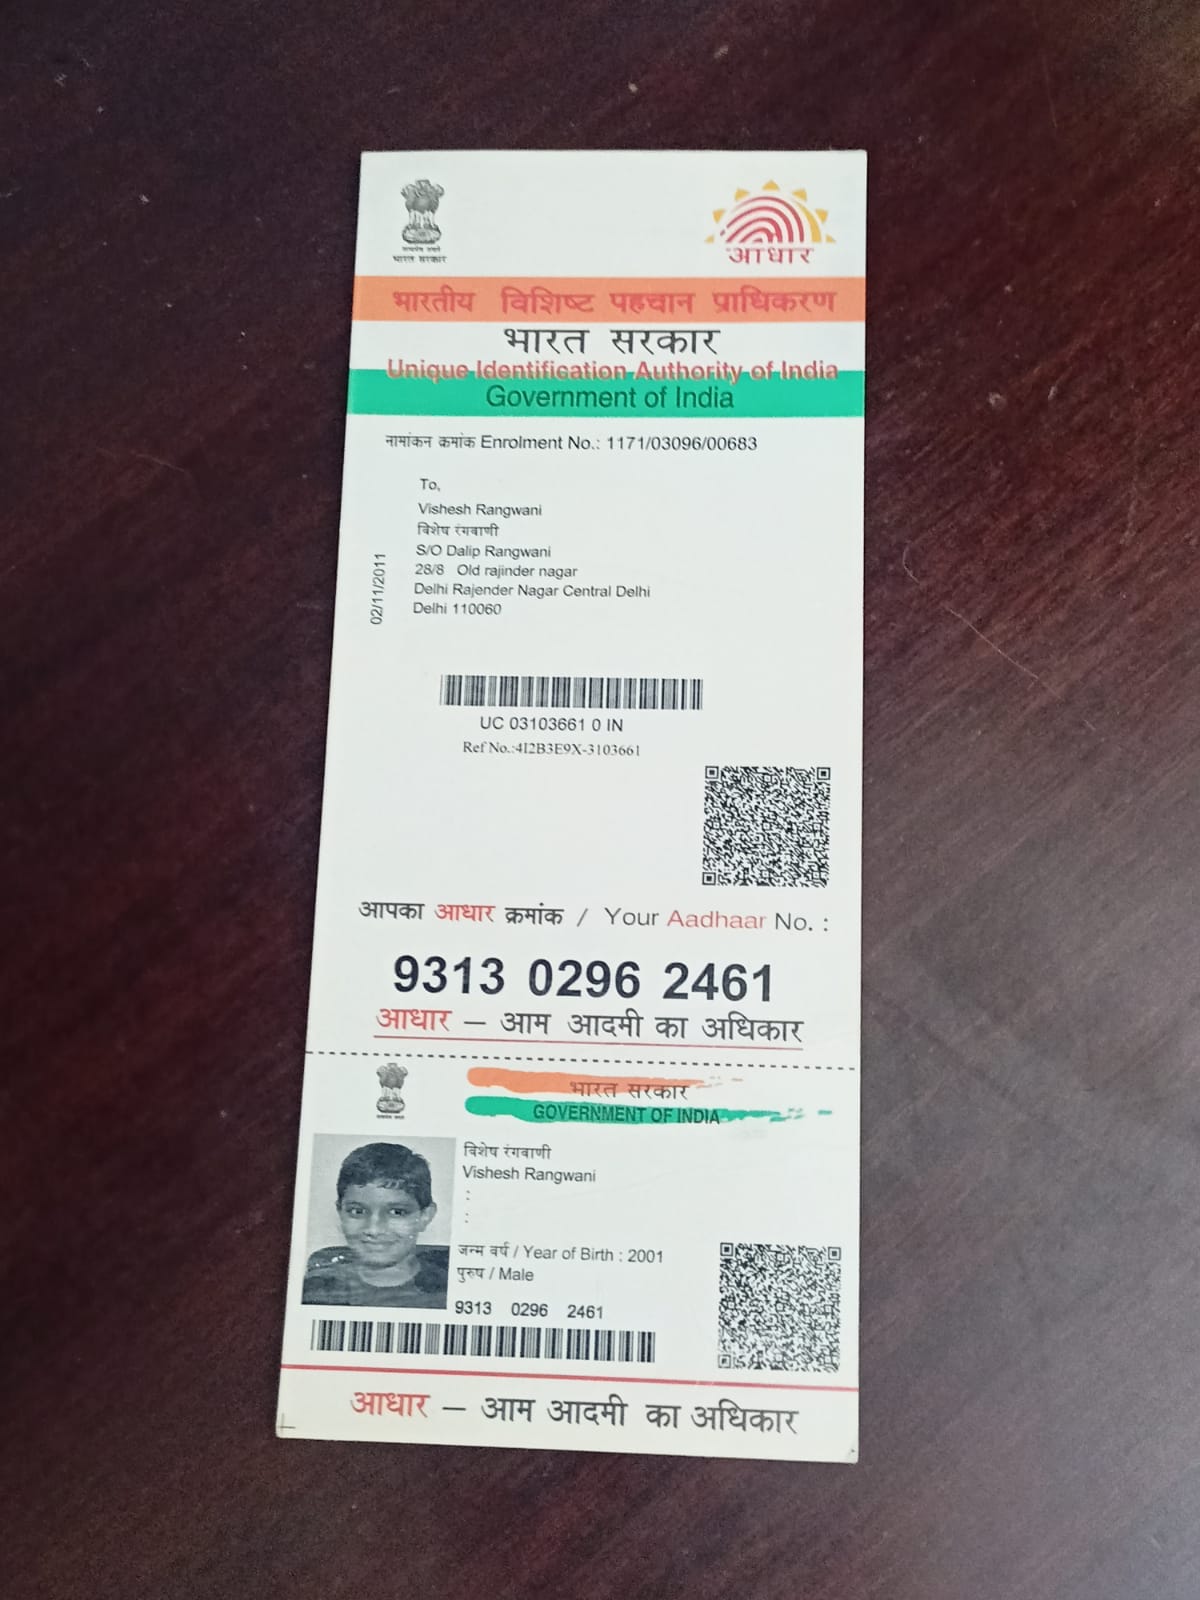 सत्यमेव जयते
भारत सरकार
आधार
भारतीय विशिष्ट पहचान प्राधिकरण
भारत सरकार
Unique Identification Authority of India
Government of India
नामांकन क्रमांक Enrolment No.: 1171/03096/00683
To,
Vishesh Rangwani
विशेष रंगवाणी
S/O Dalip Rangwani
28/8 Old rajinder nagar
Delhi Rajender Nagar Central Delhi
Delhi 110060
02/11/2011
UC 03103661 0 IN
Ref No.:4I2B3E9X-3103661
आपका आधार क्रमांक / Your Aadhaar No. :
9313 0296 2461
आधार – आम आदमी का अधिकार
भारत सरकार
GOVERNMENT OF INDIA
विशेष रंगवाणी
Vishesh Rangwani
:
:
जन्म वर्ष / Year of Birth : 2001
पुरुष / Male
9313 0296 2461
आधार – आम आदमी का अधिकार